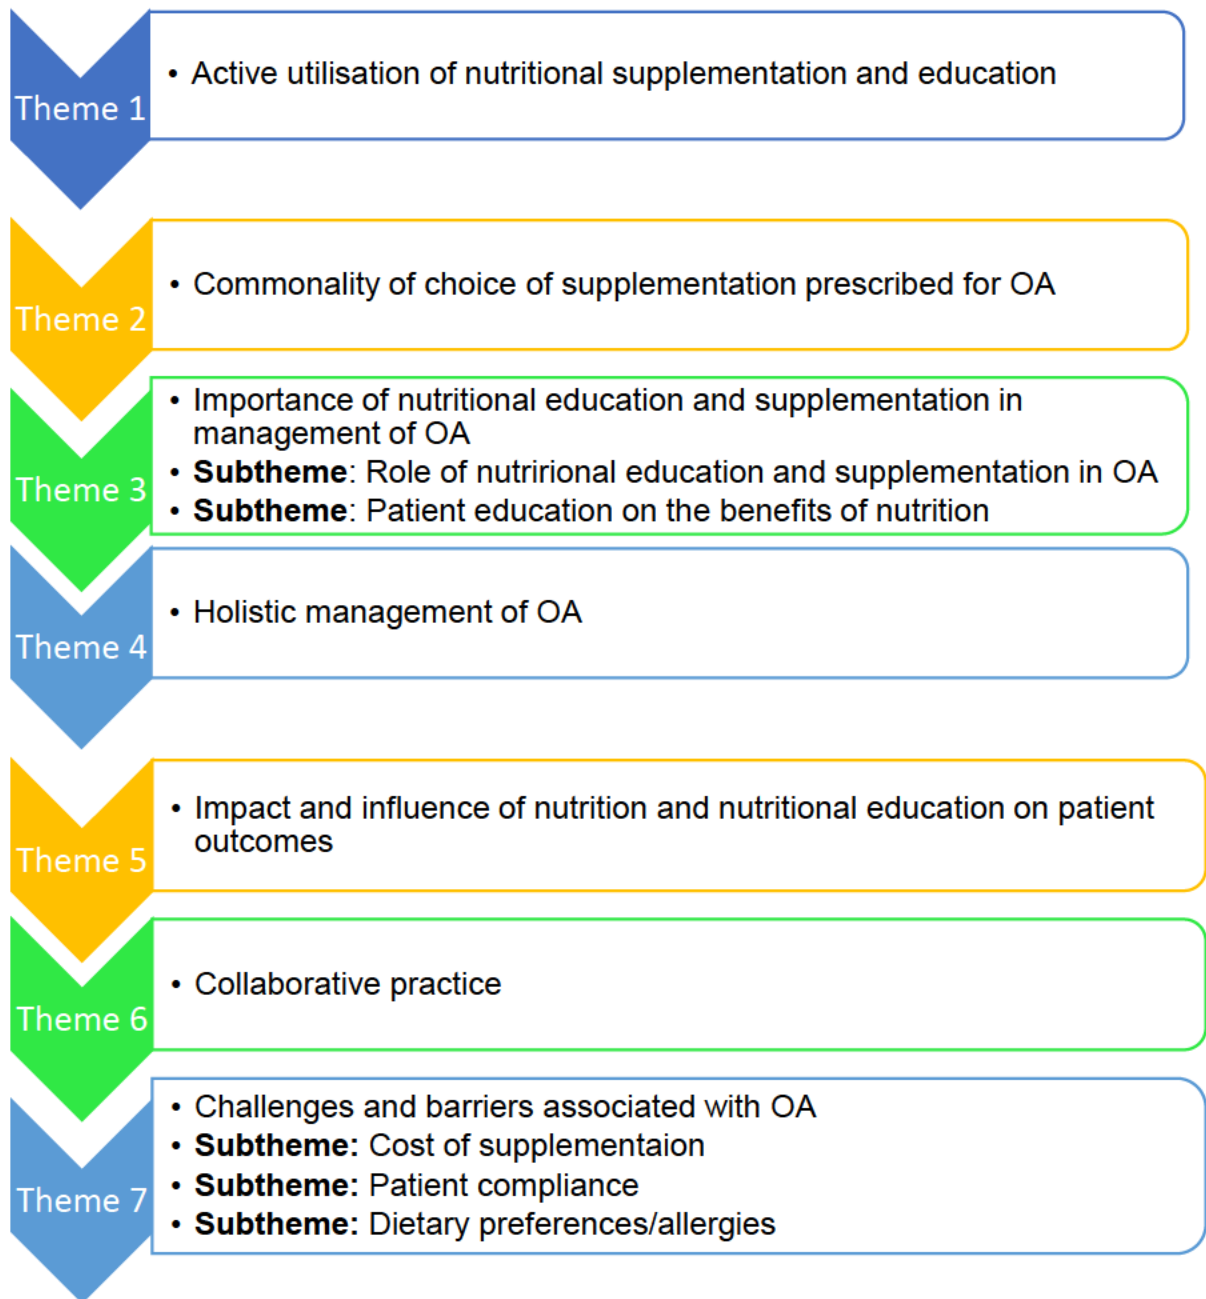 Theme 1
• Active utilisation of nutritional supplementation and education
Theme 2
• Commonality of choice of supplementation prescribed for OA
Theme 3
• Importance of nutritional education and supplementation in
management of OA
• Subtheme: Role of nutrirional education and supplementation in OA
• Subtheme: Patient education on the benefits of nutrition
Theme 4
• Holistic management of OA
Theme 5
• Impact and influence of nutrition and nutritional education on patient
outcomes
Theme 6
• Collaborative practice
Theme 7
• Challenges and barriers associated with OA
• Subtheme: Cost of supplementaion
• Subtheme: Patient compliance
• Subtheme: Dietary preferences/allergies